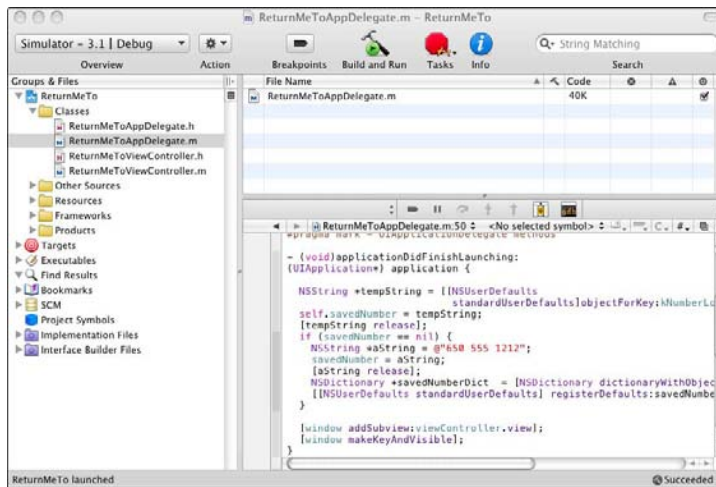 ReturnMeToAppDelegate.m – ReturnMeTo
Simulator – 3.1 | Debug
String Matching
Overview
Action
Breakpoints
Build and Run
Tasks
Info
Search
Groups & Files
ReturnMeTo
Classes
ReturnMeToAppDelegate.h
ReturnMeToAppDelegate.m
ReturnMeToViewController.h
ReturnMeToViewController.m
Other Sources
Resources
Frameworks
Products
Targets
Executables
Find Results
Bookmarks
SCM
Project Symbols
Implementation Files
Interface Builder Files
File Name
Code
ReturnMeToAppDelegate.m
40K
ReturnMeToAppDelegate.m:50
<No selected symbol>
C
#
#pragma mark – UIApplicationDelegate methods
– (void)applicationDidFinishLaunching:
(UIApplication*) application {
NSString *tempString = [[NSUserDefaults
standardUserDefaults]objectForKey:kNumberLo
self.savedNumber = tempString;
[tempString release];
if (savedNumber == nil) {
NSString *aString = @"650 555 1212";
savedNumber = aString;
[aString release];
NSDictionary *savedNumberDict = [NSDictionary dictionaryWithObjec
[[NSUserDefaults standardUserDefaults] registerDefaults:savedNumbe
}
[window addSubview:viewController.view];
[window makeKeyAndVisible];
}
ReturnMeTo launched
Succeeded